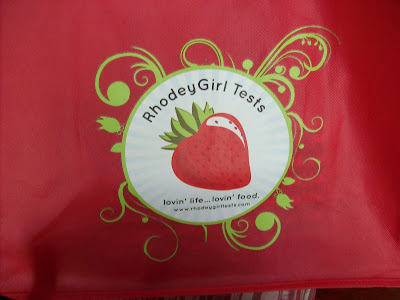 RhodeyGirl Tests
lovin' life...lovin' food.
www.rhodeygirltests.com